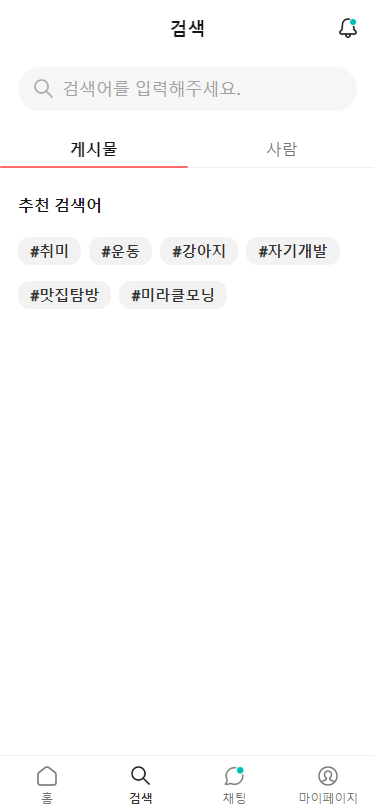 검색
검색어를 입력해주세요.
게시물 사람
추천 검색어
#취미 #운동 #강아지 #자기개발
#맛집탐방 #미라클모닝
홈 검색 채팅 마이페이지